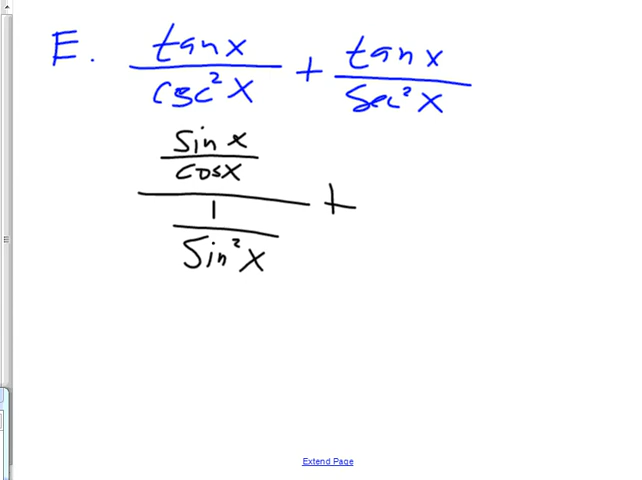 E. tan x / csc² x + tan x / sec² x
sin x / cos x / 1 / sin² x +
Extend Page